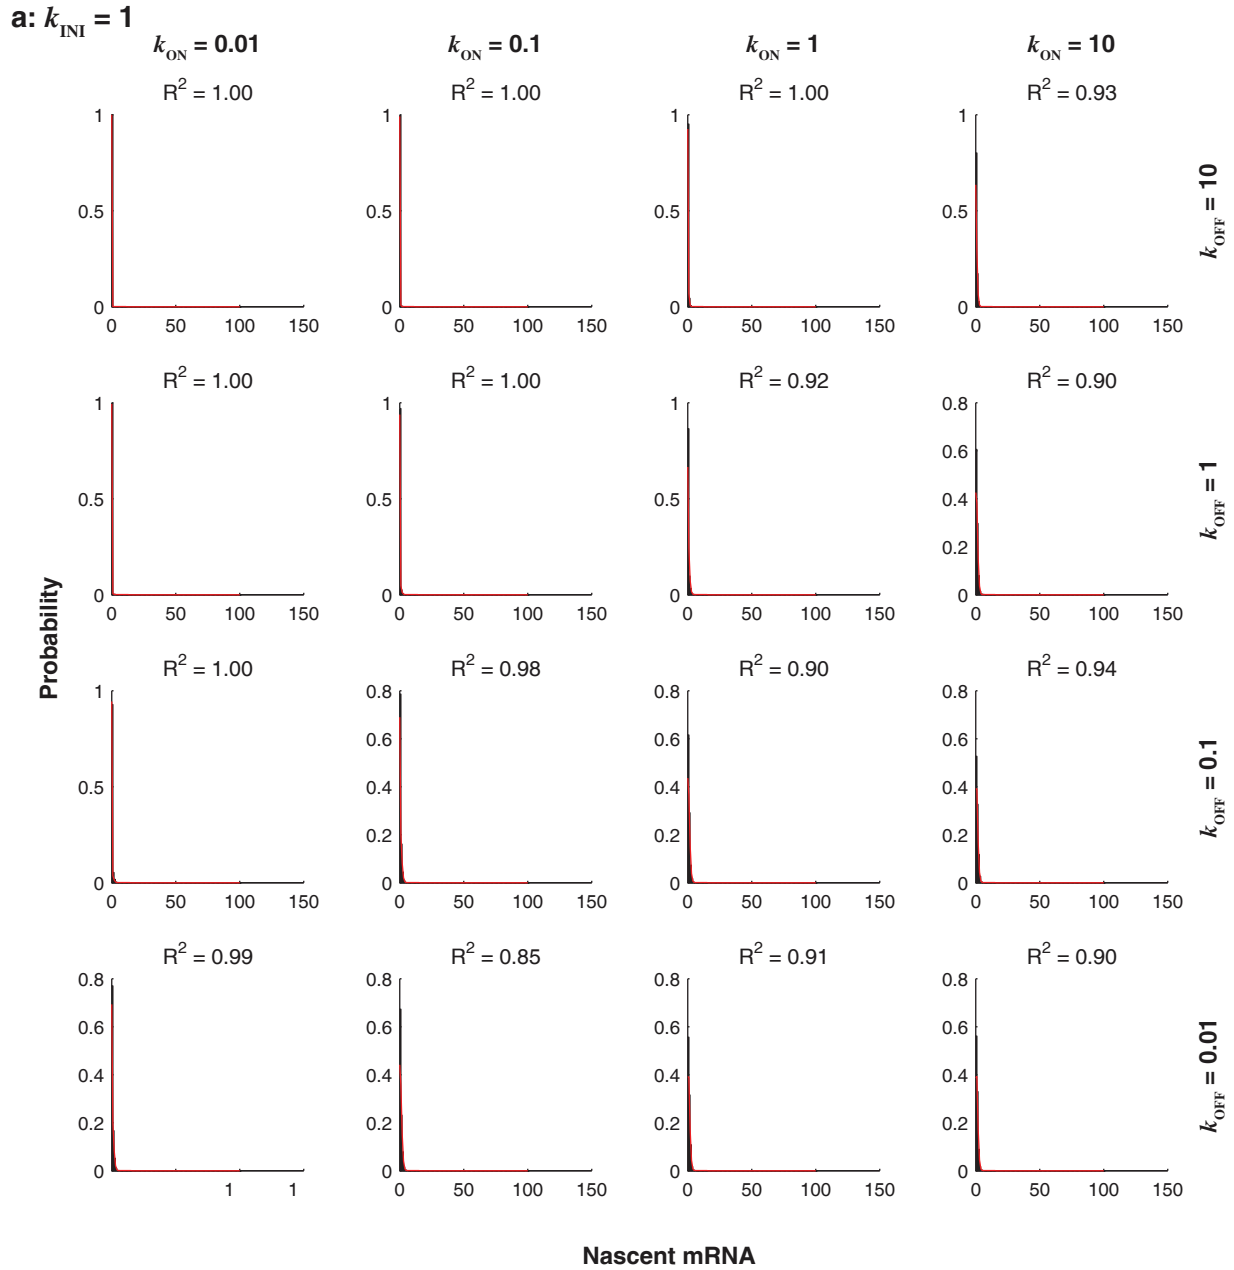 a: k_INI = 1
k_ON = 0.01 k_ON = 0.1 k_ON = 1 k_ON = 10
R² = 1.00 R² = 1.00 R² = 1.00 R² = 0.93
1 1 1 1
0.5 0.5 0.5 0.5
0 0 0 0
0 50 100 150 0 50 100 150 0 50 100 150 0 50 100 150
k_OFF = 10
R² = 1.00 R² = 1.00 R² = 0.92 R² = 0.90
1 1 1 0.8
0.6
0.5 0.5 0.5 0.4
0.2
0 0 0 0
0 50 100 150 0 50 100 150 0 50 100 150 0 50 100 150
k_OFF = 1
Probability
R² = 1.00 R² = 0.98 R² = 0.90 R² = 0.94
1 0.8 0.8 0.8
0.6 0.6 0.6
0.5 0.4 0.4 0.4
0.2 0.2 0.2
0 0 0 0
0 50 100 150 0 50 100 150 0 50 100 150 0 50 100 150
k_OFF = 0.1
R² = 0.99 R² = 0.85 R² = 0.91 R² = 0.90
0.8 0.8 0.8 0.8
0.6 0.6 0.6 0.6
0.4 0.4 0.4 0.4
0.2 0.2 0.2 0.2
0 0 0 0
1 1 0 50 100 150 0 50 100 150 0 50 100 150
k_OFF = 0.01
Nascent mRNA